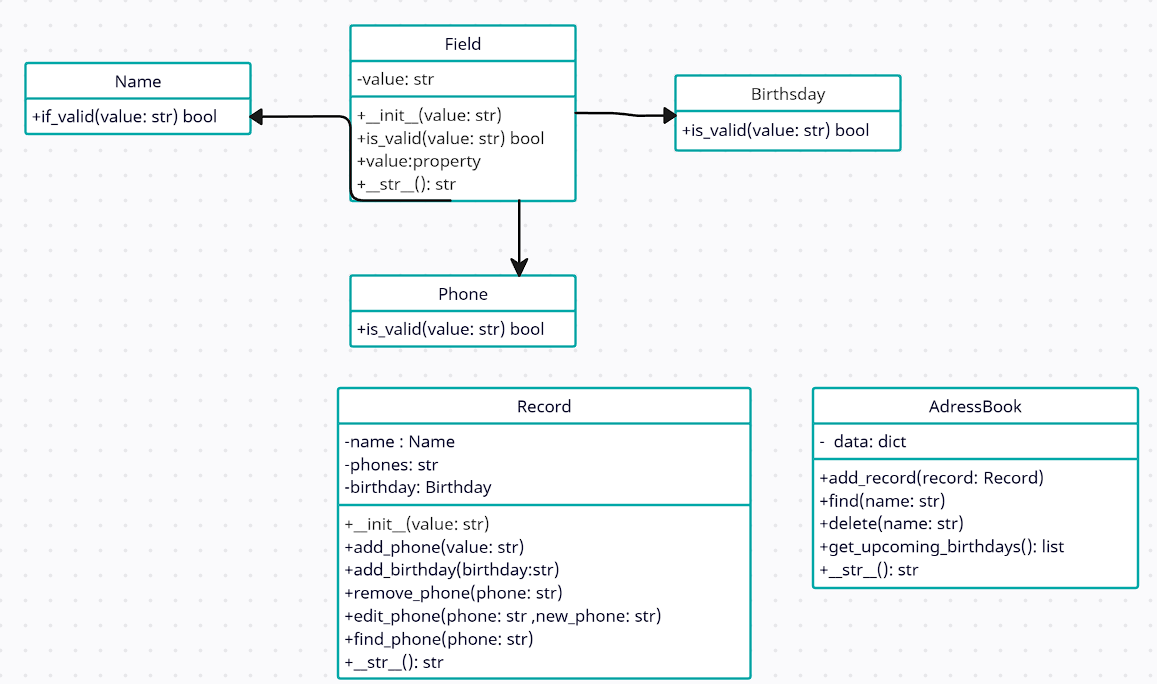 Field
-value: str
+__init__(value: str)
+is_valid(value: str) bool
+value:property
+__str__(): str
Name
+if_valid(value: str) bool
Birthsday
+is_valid(value: str) bool
Phone
+is_valid(value: str) bool
Record
-name : Name
-phones: str
-birthday: Birthday
+__init__(value: str)
+add_phone(value: str)
+add_birthday(birthday:str)
+remove_phone(phone: str)
+edit_phone(phone: str ,new_phone: str)
+find_phone(phone: str)
+__str__(): str
AdressBook
- data: dict
+add_record(record: Record)
+find(name: str)
+delete(name: str)
+get_upcoming_birthdays(): list
+__str__(): str